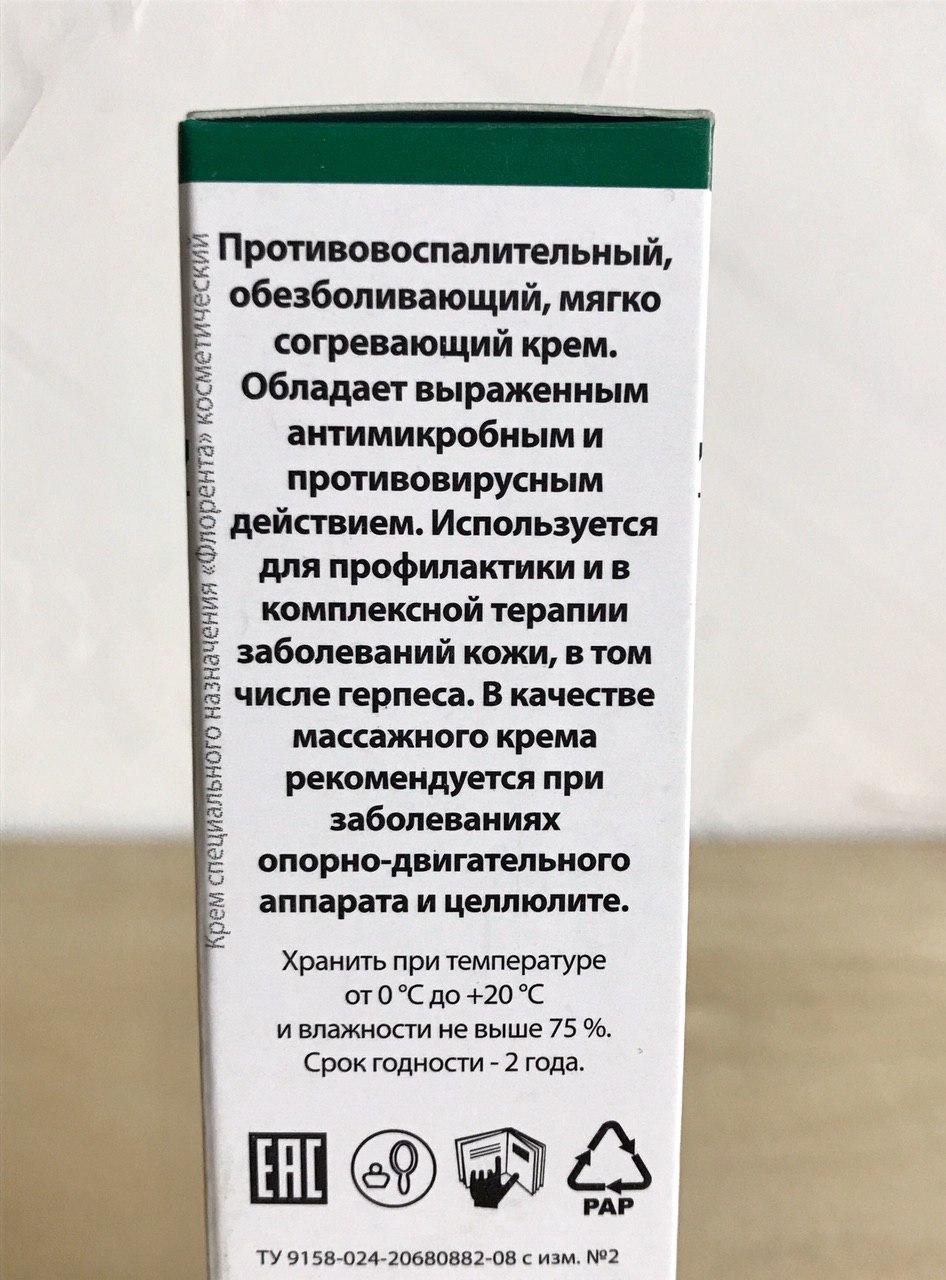 Противовоспалительный,
обезболивающий, мягко
согревающий крем.
Обладает выраженным
антимикробным и
противовирусным
действием. Используется
для профилактики и в
комплексной терапии
заболеваний кожи, в том
числе герпеса. В качестве
массажного крема
рекомендуется при
заболеваниях
опорно-двигательного
аппарата и целлюлите.
Хранить при температуре
от 0 °С до +20 °С
и влажности не выше 75 %.
Срок годности - 2 года.
EAC
PAP
ТУ 9158-024-20680882-08 с изм. №2
Крем специального назначения «Флорента» косметический